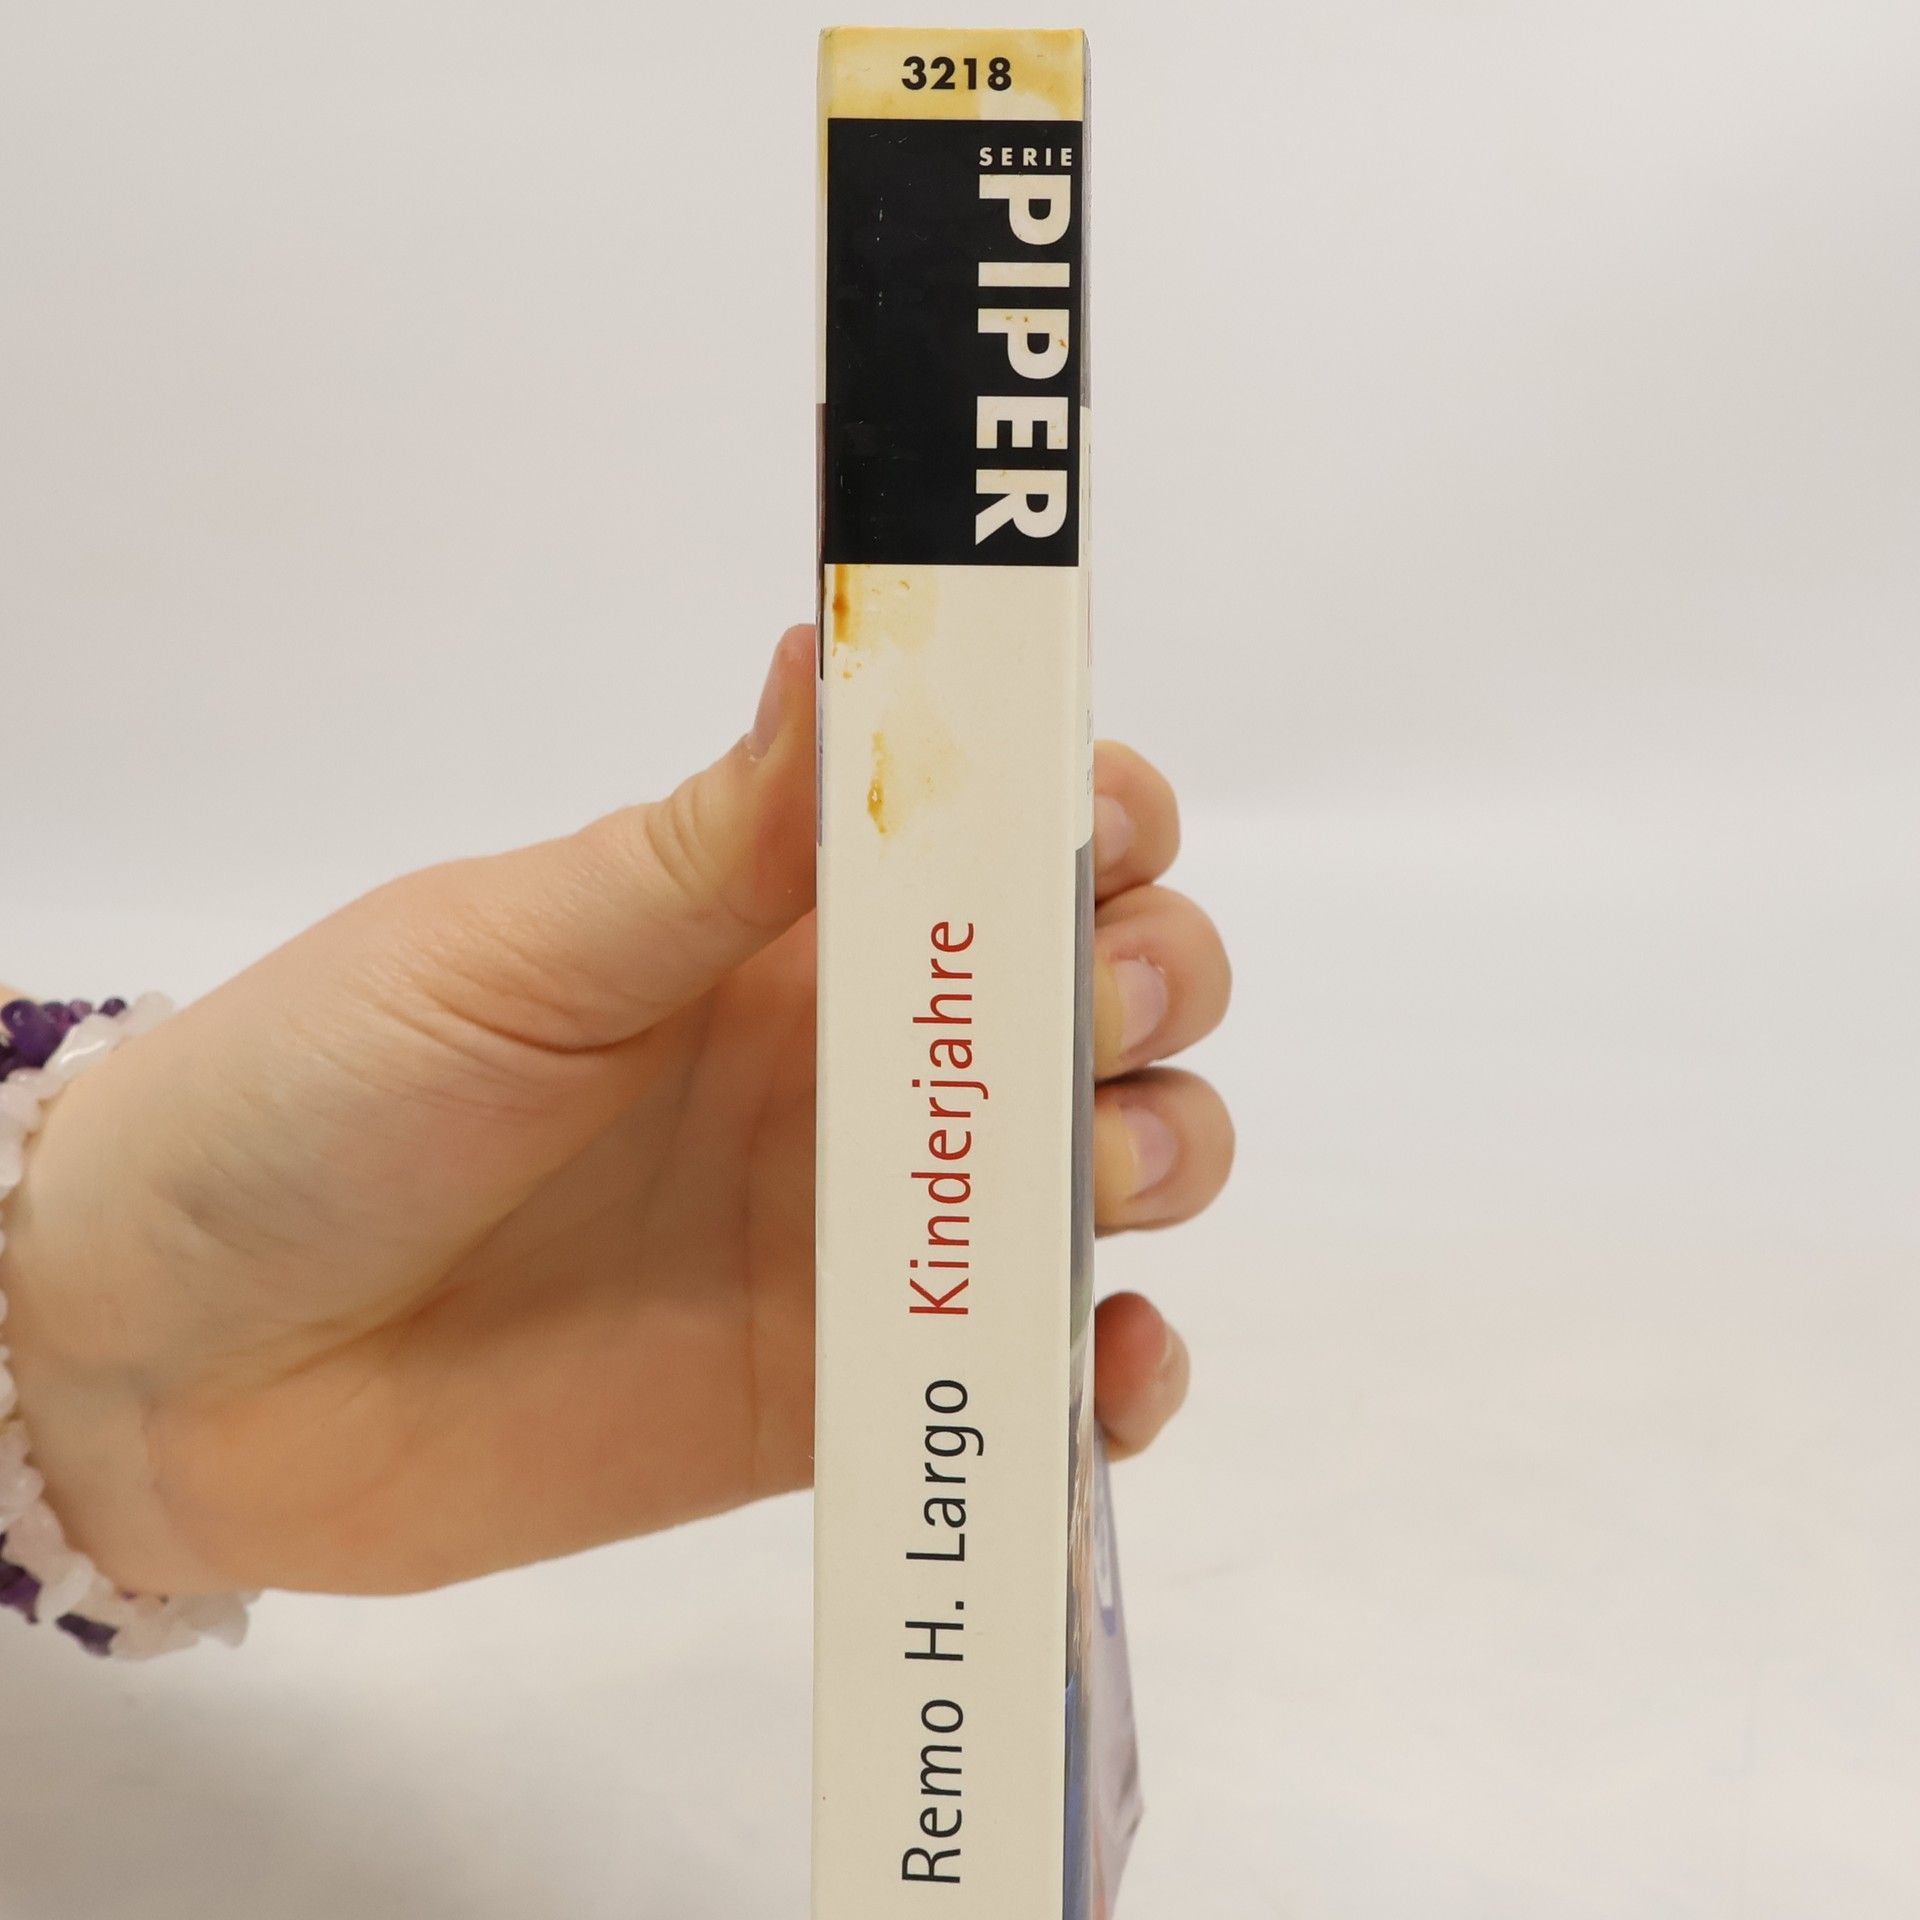 3218
SERIE
PIPER
Remo H. Largo Kinderjahre